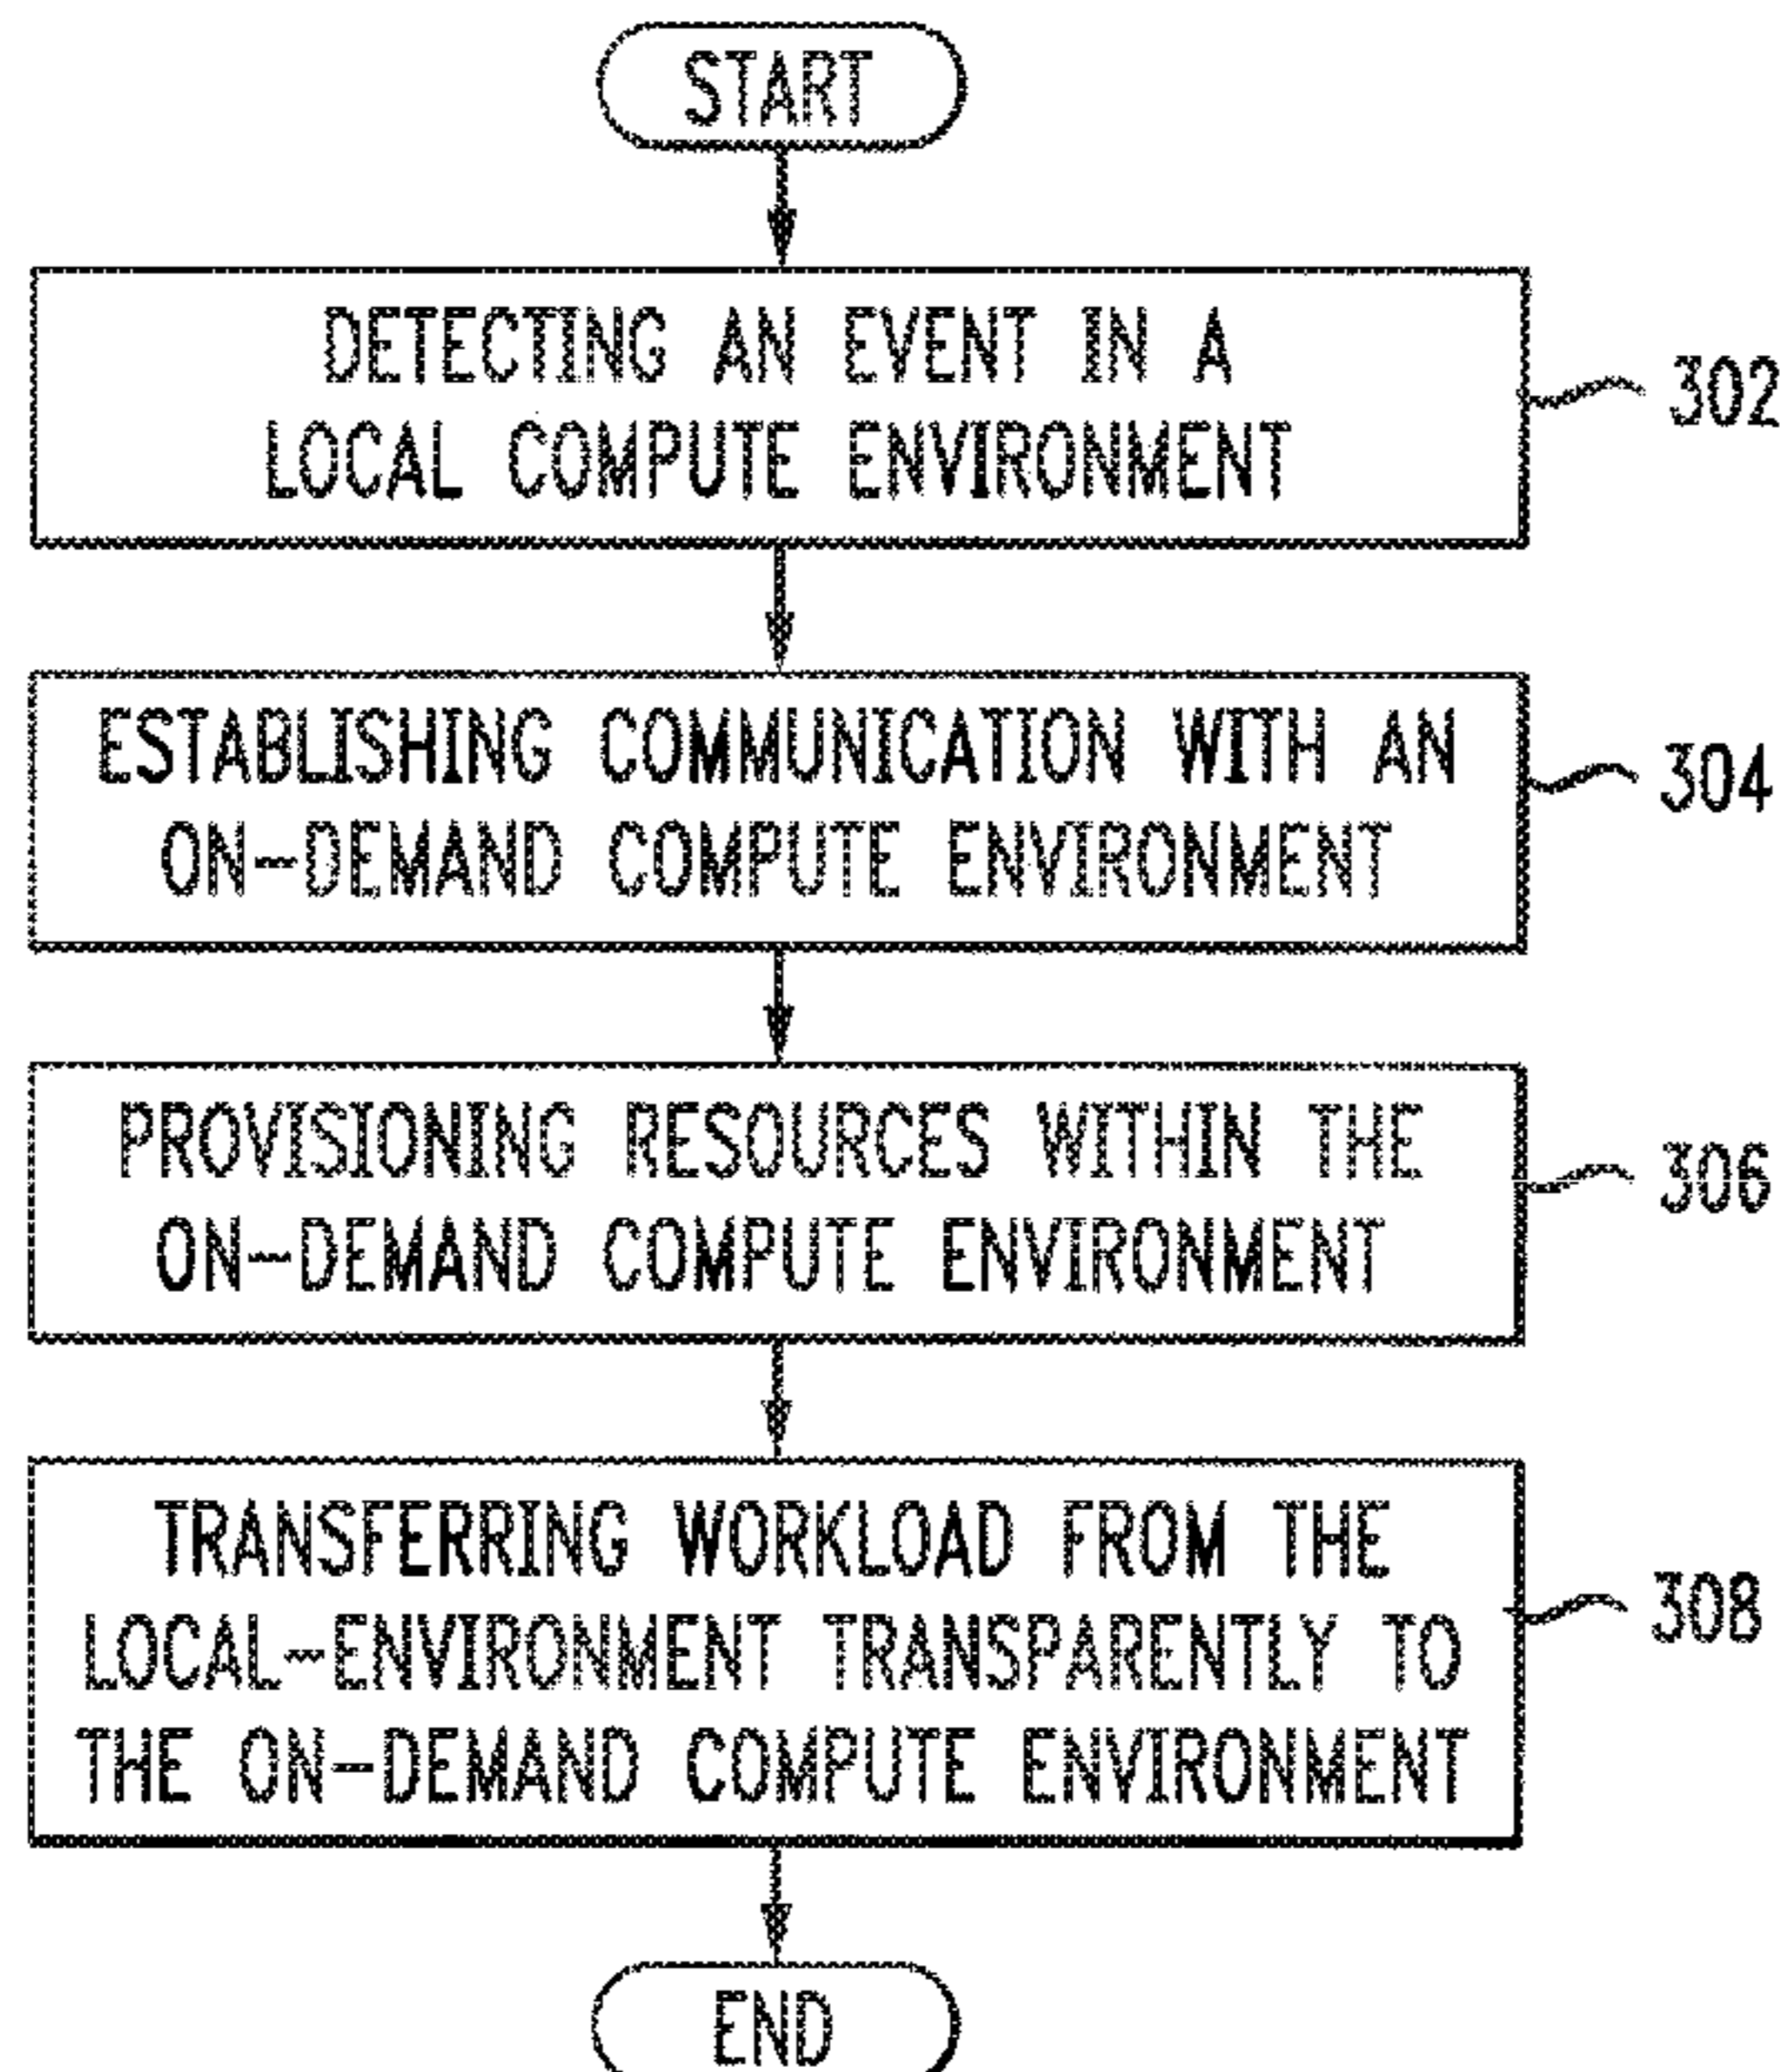 START
DETECTING AN EVENT IN A
LOCAL COMPUTE ENVIRONMENT
302
ESTABLISHING COMMUNICATION WITH AN
ON-DEMAND COMPUTE ENVIRONMENT
304
PROVISIONING RESOURCES WITHIN THE
ON-DEMAND COMPUTE ENVIRONMENT
306
TRANSFERRING WORKLOAD FROM THE
LOCAL-ENVIRONMENT TRANSPARENTLY TO
THE ON-DEMAND COMPUTE ENVIRONMENT
308
END